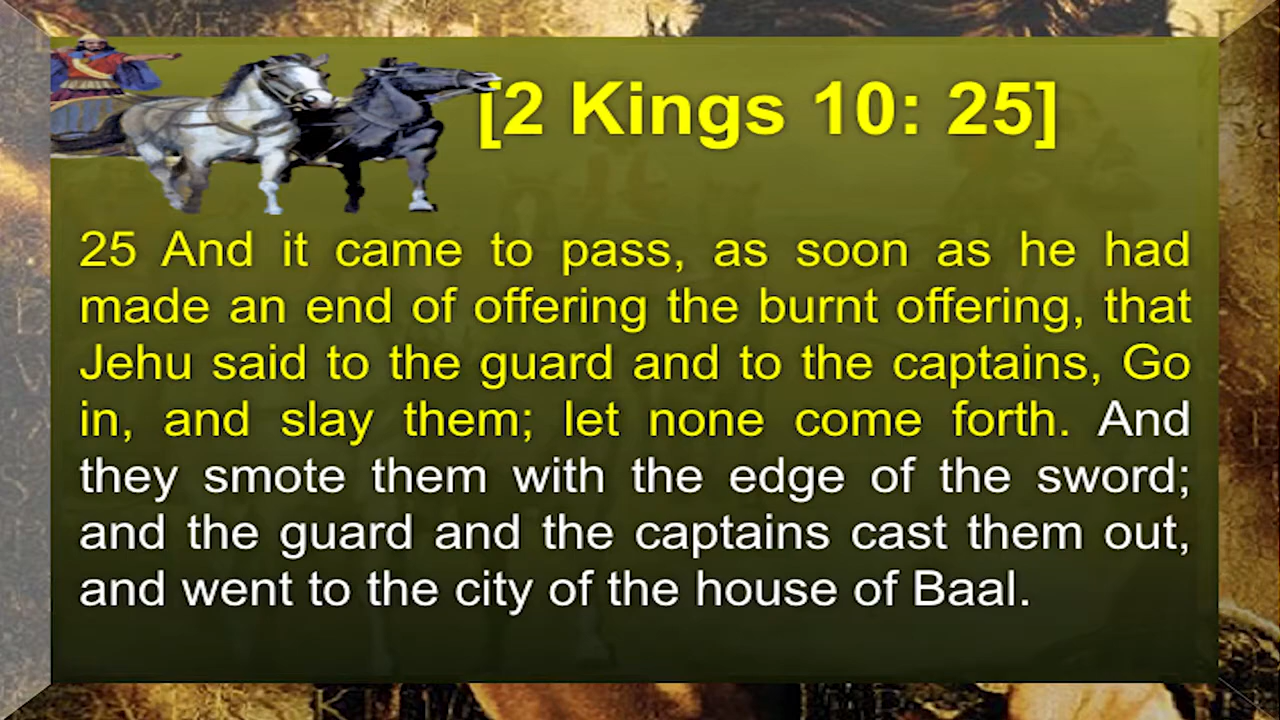 [2 Kings 10: 25]
25 And it came to pass, as soon as he had
made an end of offering the burnt offering, that
Jehu said to the guard and to the captains, Go
in, and slay them; let none come forth. And
they smote them with the edge of the sword;
and the guard and the captains cast them out,
and went to the city of the house of Baal.